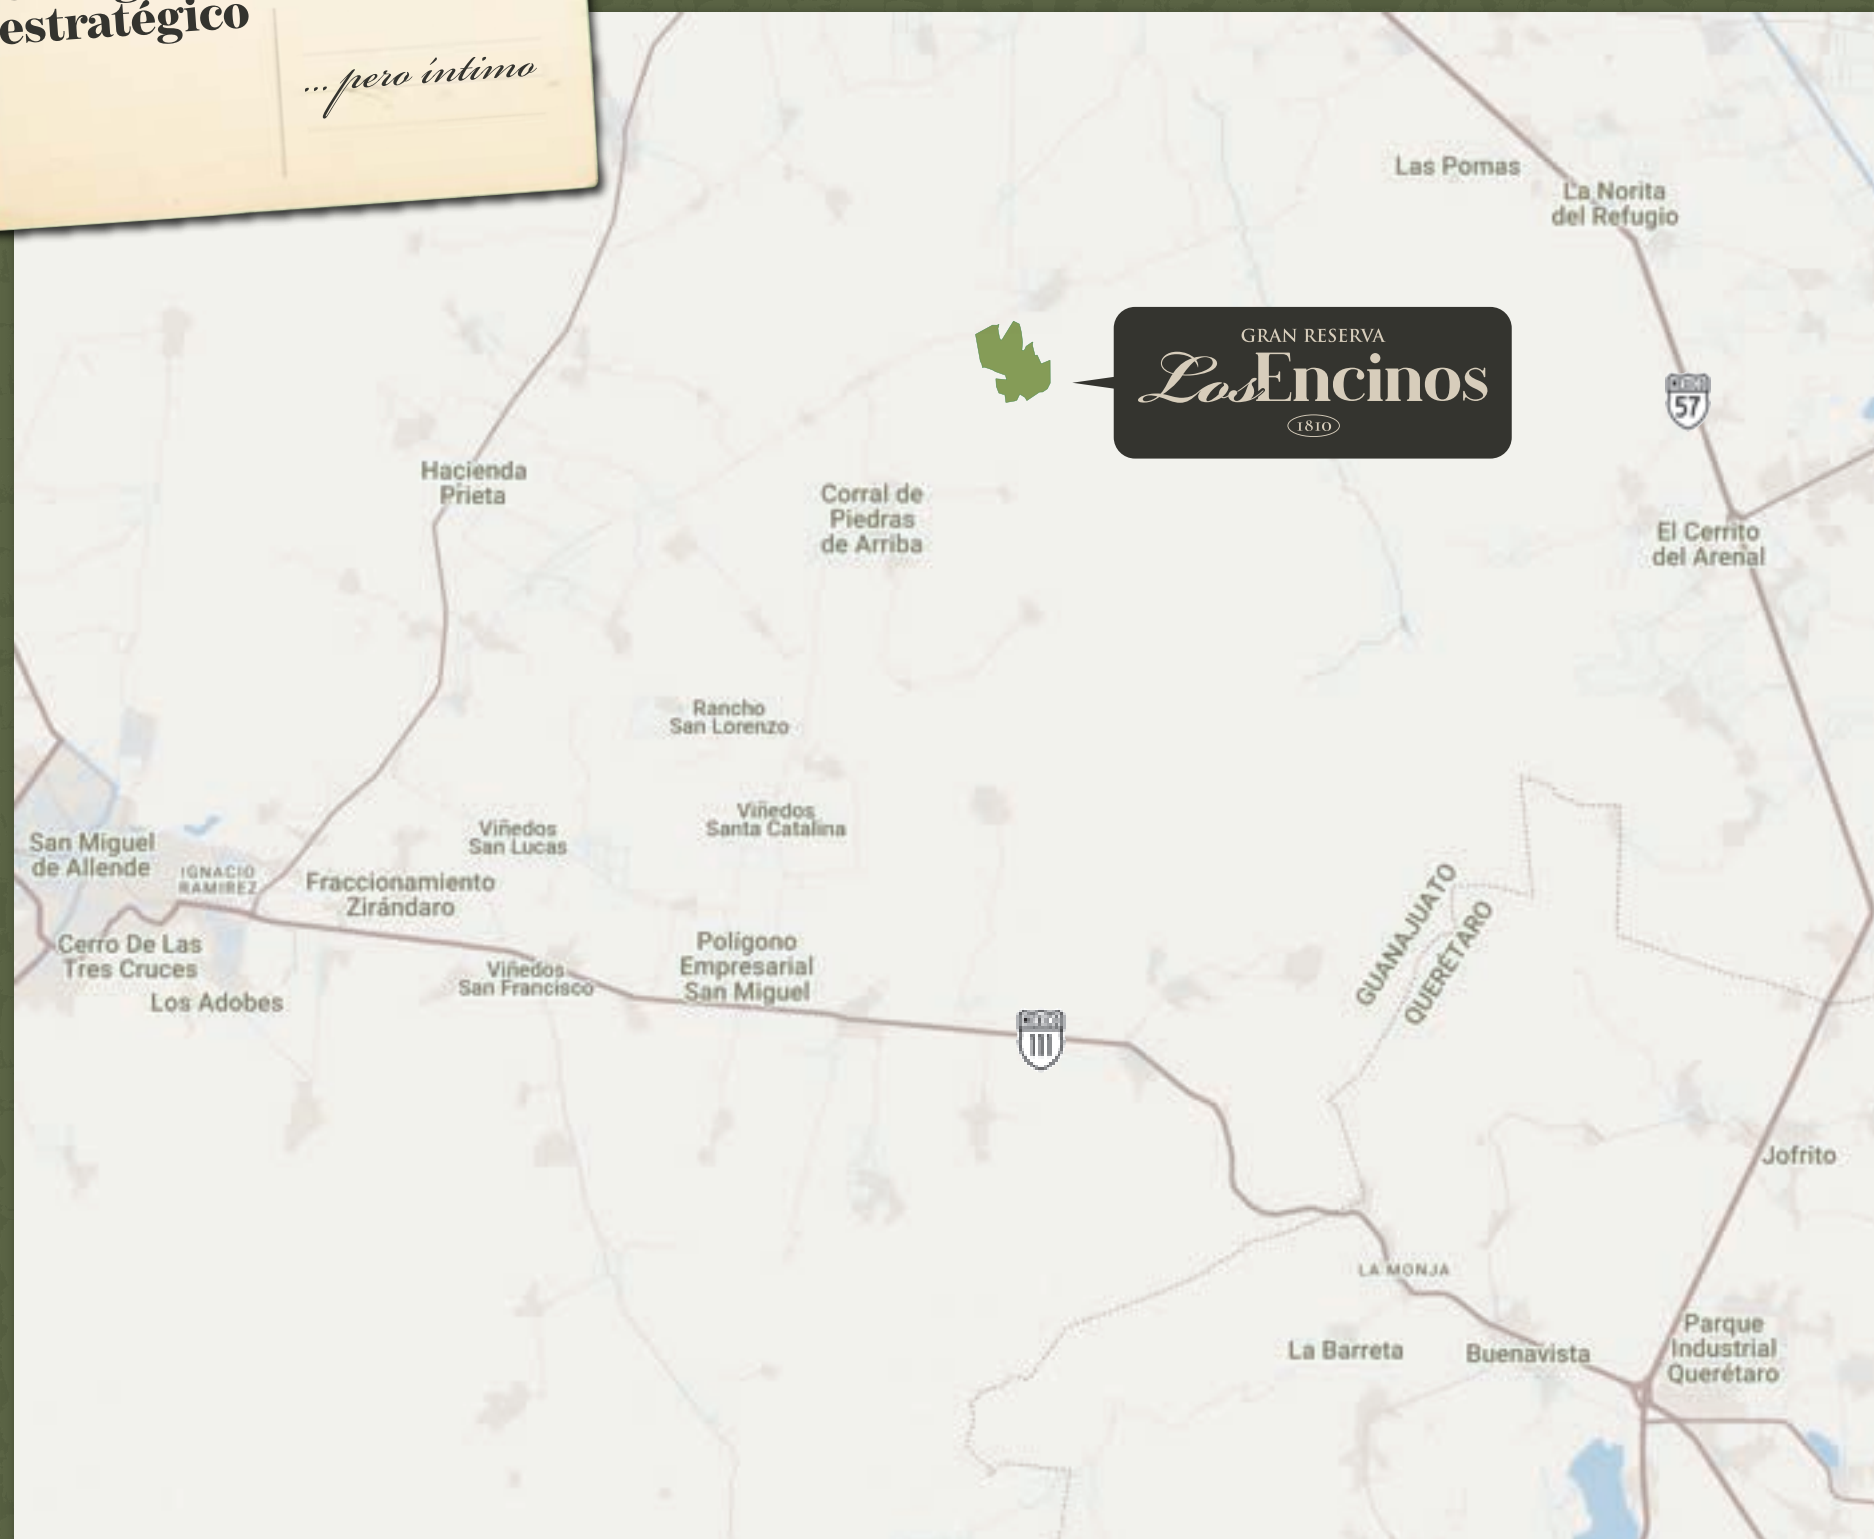 estratégico
... pero íntimo
Las Pomas
La Norita
del Refugio
GRAN RESERVA
Los Encinos
1810
57
Hacienda
Prieta
Corral de
Piedras
de Arriba
El Cerrito
del Arenal
Rancho
San Lorenzo
Viñedos
Santa Catalina
Viñedos
San Lucas
San Miguel
de Allende
IGNACIO
RAMIREZ
Fraccionamiento
Zirándaro
GUANAJUATO
QUERÉTARO
Cerro De Las
Tres Cruces
Los Adobes
Viñedos
San Francisco
Polígono
Empresarial
San Miguel
111
Jofrito
LA MONJA
La Barreta
Buenavista
Parque
Industrial
Querétaro